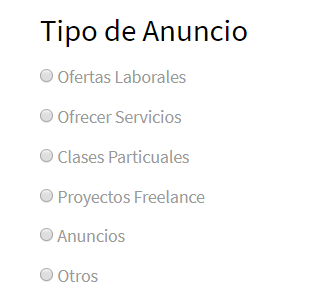 Tipo de Anuncio
Ofertas Laborales
Ofrecer Servicios
Clases Particuales
Proyectos Freelance
Anuncios
Otros